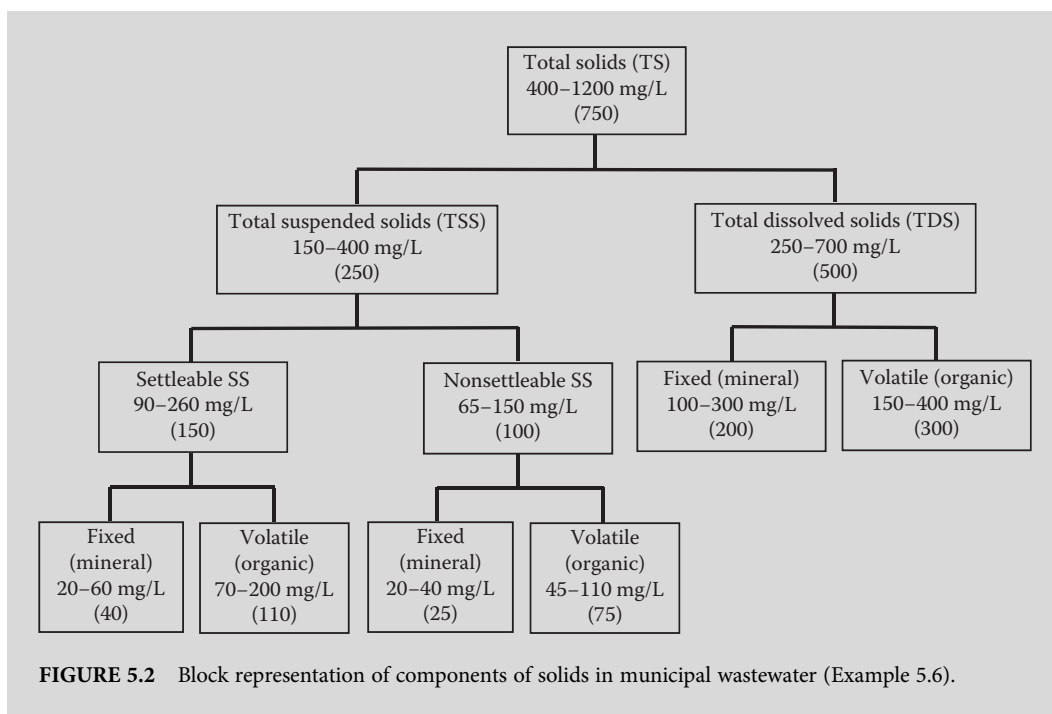 Total solids (TS)
400–1200 mg/L
(750)
Total suspended solids (TSS)
150–400 mg/L
(250)
Total dissolved solids (TDS)
250–700 mg/L
(500)
Settleable SS
90–260 mg/L
(150)
Nonsettleable SS
65–150 mg/L
(100)
Fixed (mineral)
100–300 mg/L
(200)
Volatile (organic)
150–400 mg/L
(300)
Fixed
(mineral)
20–60 mg/L
(40)
Volatile
(organic)
70–200 mg/L
(110)
Fixed
(mineral)
20–40 mg/L
(25)
Volatile
(organic)
45–110 mg/L
(75)
FIGURE 5.2 Block representation of components of solids in municipal wastewater (Example 5.6).